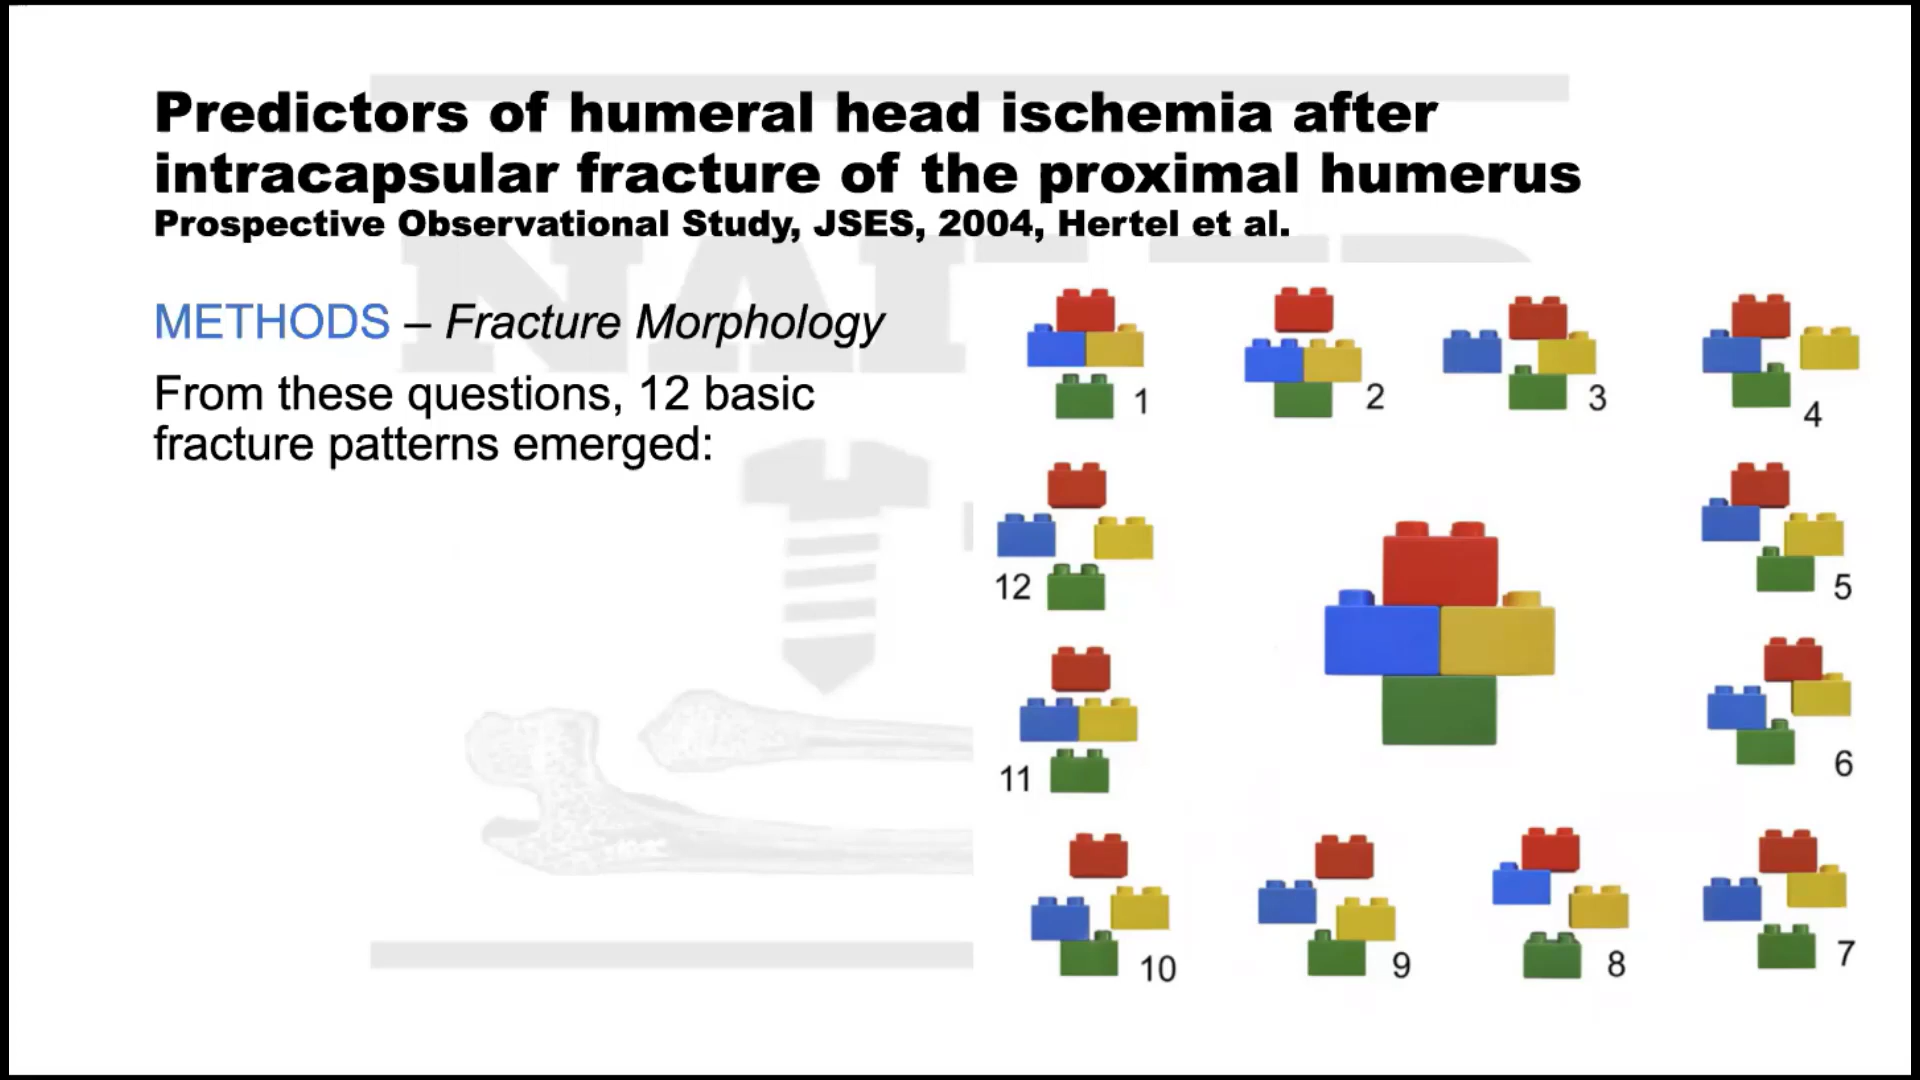 Predictors of humeral head ischemia after
intracapsular fracture of the proximal humerus
Prospective Observational Study, JSES, 2004, Hertel et al.
METHODS – Fracture Morphology
From these questions, 12 basic
fracture patterns emerged:
1
2
3
4
12
5
11
6
10
9
8
7